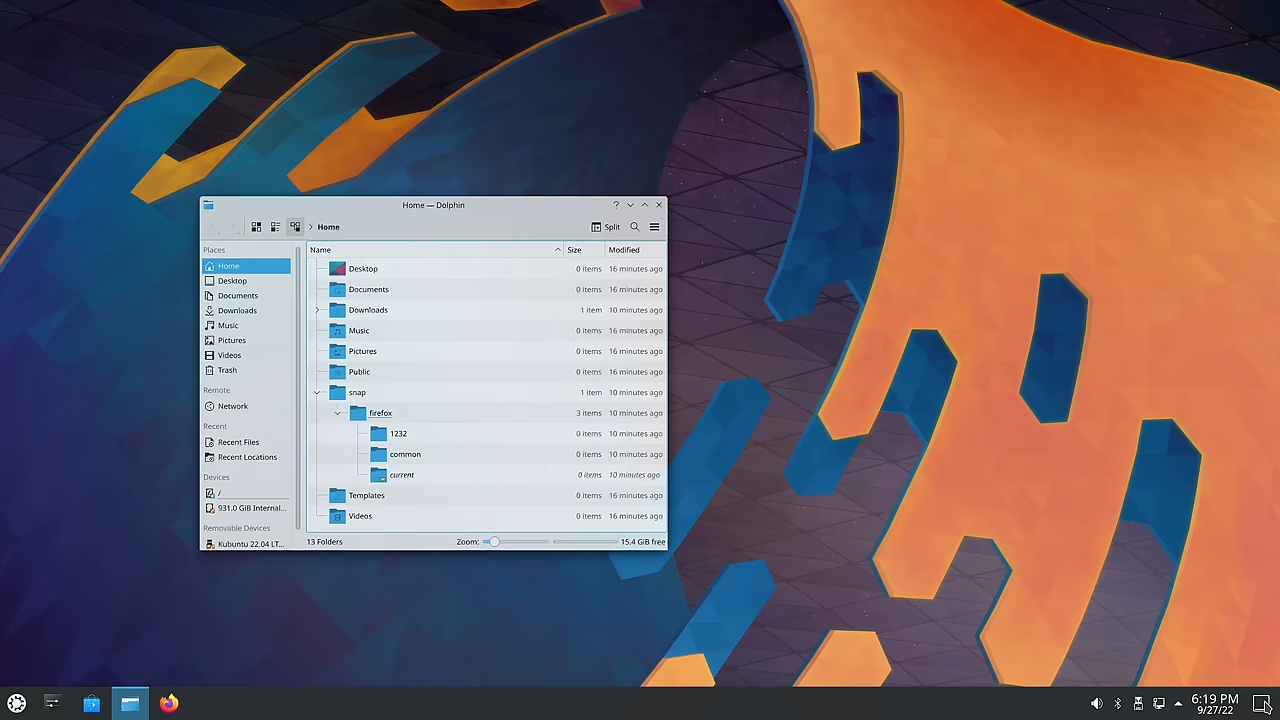 Home — Dolphin
Home
Split
Places
Home
Desktop
Documents
Downloads
Music
Pictures
Videos
Trash
Remote
Network
Recent
Recent Files
Recent Locations
Devices
/
931.0 GiB Internal...
Removable Devices
Kubuntu 22.04 LT...
Name Size Modified
Desktop 0 items 16 minutes ago
Documents 0 items 16 minutes ago
Downloads 1 item 10 minutes ago
Music 0 items 16 minutes ago
Pictures 0 items 16 minutes ago
Public 0 items 16 minutes ago
snap 1 item 10 minutes ago
firefox 3 items 10 minutes ago
1232 0 items 10 minutes ago
common 0 items 10 minutes ago
current 0 items 10 minutes ago
Templates 0 items 16 minutes ago
Videos 0 items 16 minutes ago
13 Folders Zoom: 15.4 GiB free
6:19 PM
9/27/22